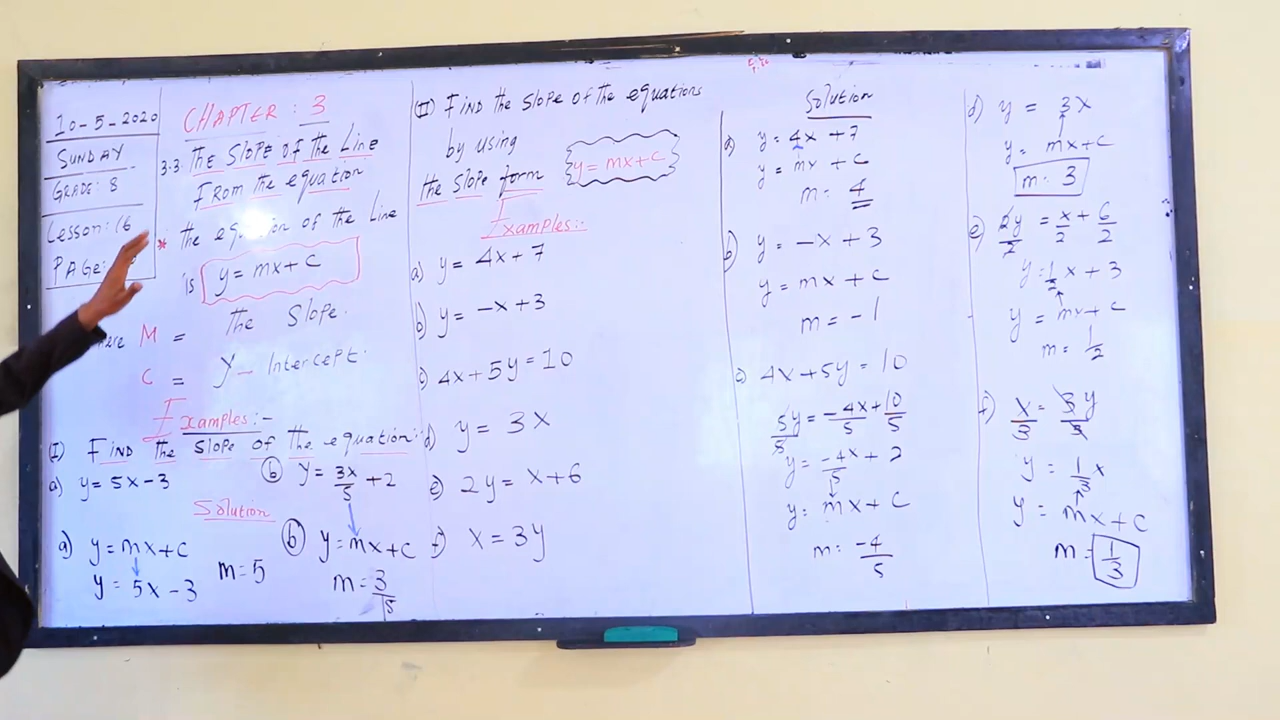 10-5-2020
SUNDAY
GRADE: 8
Lesson: 16
PAGe:
CHAPTER: 3
3.3. THE SLOPE OF the Line
FROM the equation
* the equation of the Line
is y = mx + c
M = the Slope.
C = Y - Intercept.
Examples:-
(I) FIND the SLOPE of the equation:
a) y = 5x - 3
(b) y = 3x/5 + 2
Solution
a) y = mx + c
y = 5x - 3
m = 5
(b) y = mx + c
m = 3/5
(II) FIND the SLOPE OF the equations
by using
the SLOPE form y = mx + c
Examples:-
a) y = 4x + 7
b) y = -x + 3
c) 4x + 5y = 10
d) y = 3x
e) 2y = x + 6
f) x = 3y
Solution
a) y = 4x + 7
y = mx + c
m: 4
b) y = -x + 3
y = mx + c
m = -1
c) 4x + 5y = 10
5y/5 = -4x/5 + 10/5
y = -4x/5 + 2
y: mx + c
m: -4/5
d) y = 3x
y = mx + c
m: 3
e) 2y/2 = x/2 + 6/2
y = 1/2 x + 3
y = mx + c
m: 1/2
f) x/3 = 3y/3
y = 1/3 x
y = mx + c
m: 1/3